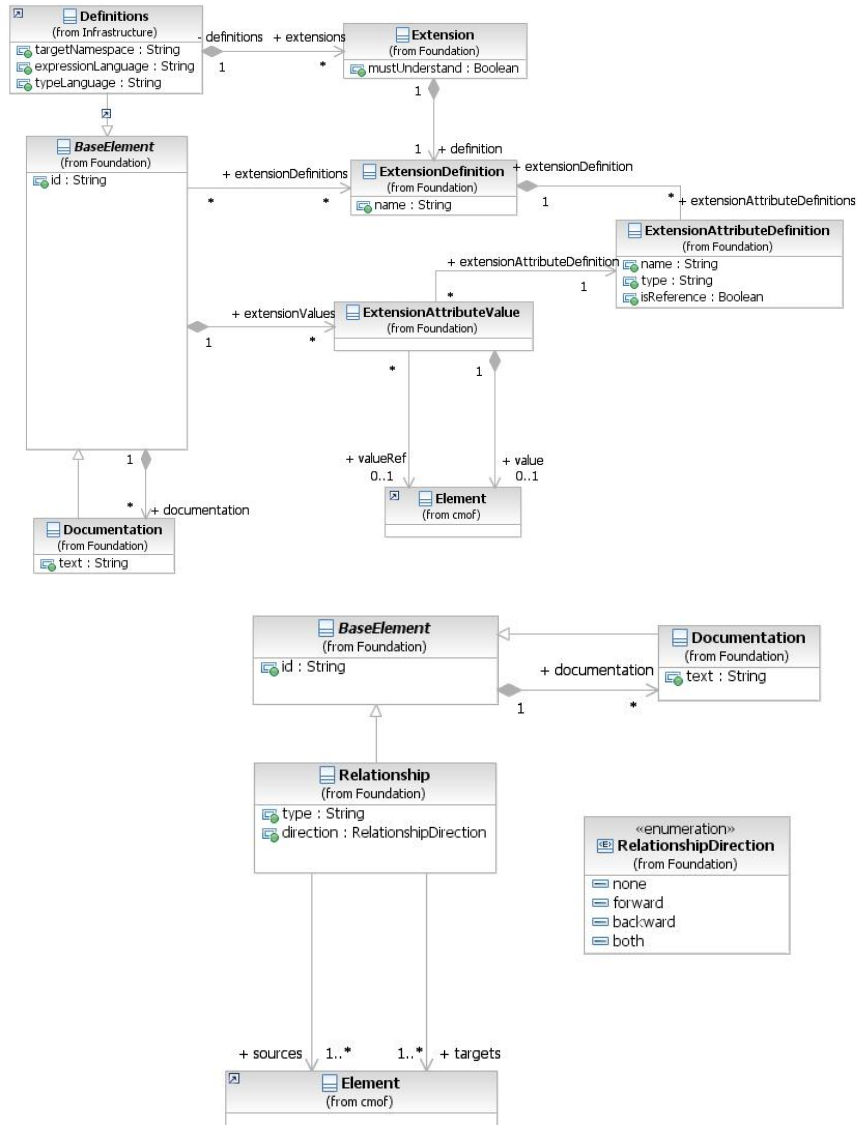 Definitions
(from Infrastructure)
targetNamespace : String
expressionLanguage : String
typeLanguage : String
- definitions
+ extensions
1
*
Extension
(from Foundation)
mustUnderstand : Boolean
1
1
+ definition
BaseElement
(from Foundation)
id : String
+ extensionDefinitions
*
*
ExtensionDefinition
(from Foundation)
name : String
+ extensionDefinition
1
*
+ extensionAttributeDefinitions
ExtensionAttributeDefinition
(from Foundation)
name : String
type : String
isReference : Boolean
+ extensionAttributeDefinition
*
1
+ extensionValues
1
*
ExtensionAttributeValue
(from Foundation)
*
1
+ valueRef
0..1
+ value
0..1
Element
(from cmof)
1
*
+ documentation
Documentation
(from Foundation)
text : String
BaseElement
(from Foundation)
id : String
+ documentation
1
*
Documentation
(from Foundation)
text : String
Relationship
(from Foundation)
type : String
direction : RelationshipDirection
«enumeration»
RelationshipDirection
(from Foundation)
none
forward
backward
both
+ sources
1..*
1..*
+ targets
Element
(from cmof)